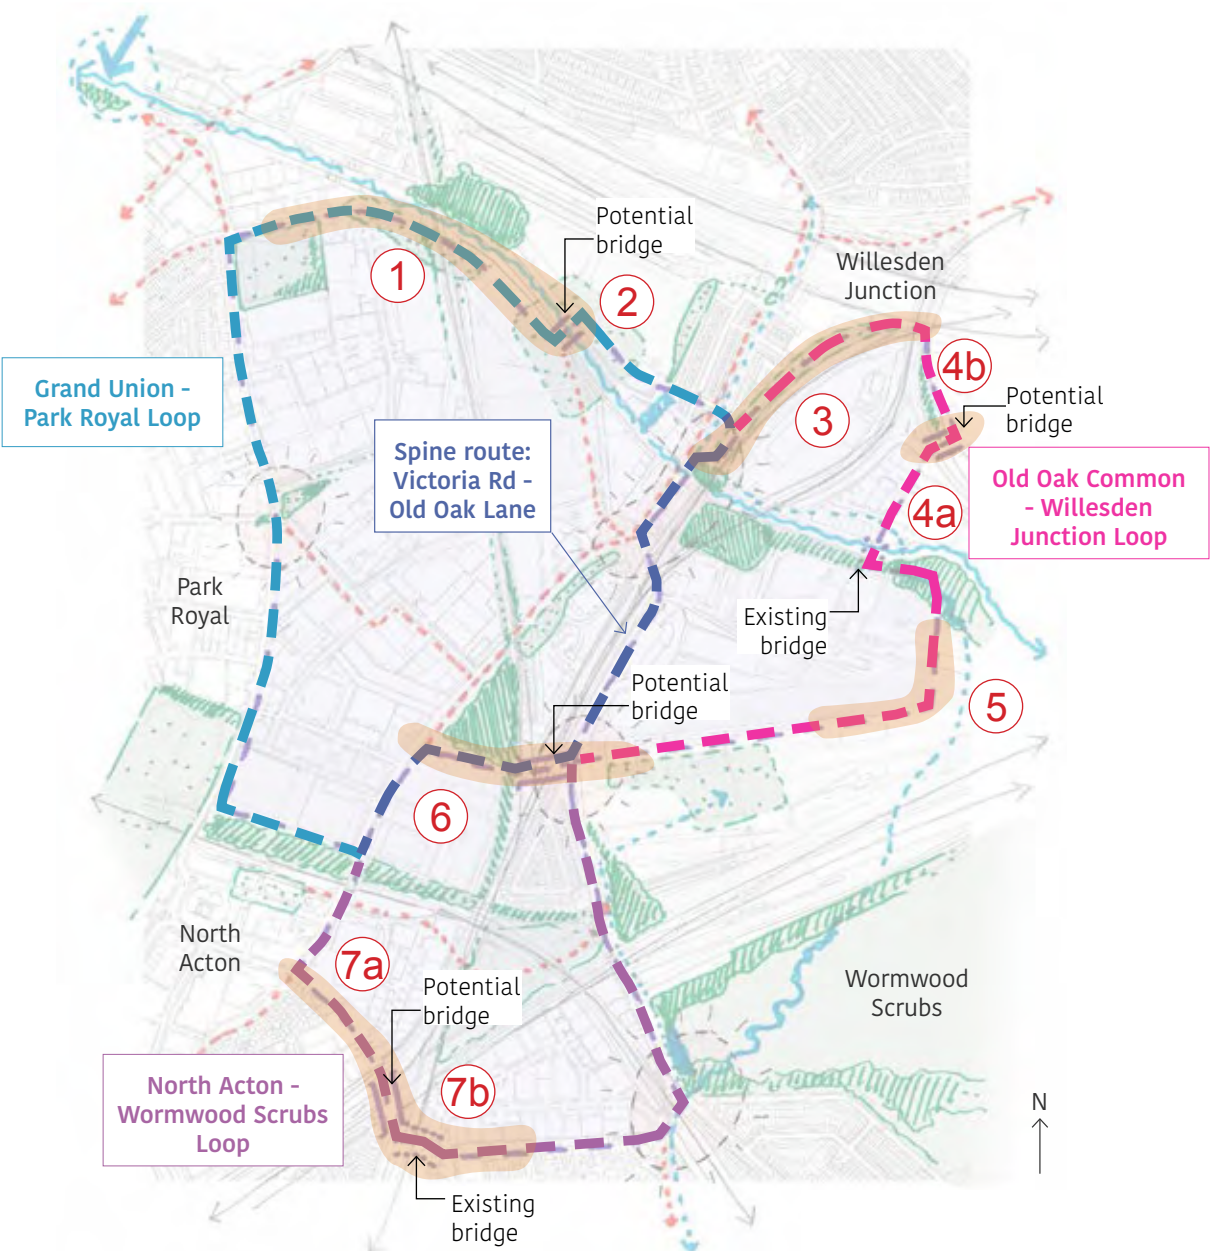 Potential
bridge
1
2
Willesden
Junction
4b
Grand Union -
Park Royal Loop
Potential
bridge
3
Spine route:
Victoria Rd -
Old Oak Lane
Old Oak Common
- Willesden
Junction Loop
4a
Park
Royal
Existing
bridge
Potential
bridge
5
6
North
Acton
7a
Potential
bridge
Wormwood
Scrubs
North Acton -
Wormwood Scrubs
Loop
7b
N
Existing
bridge